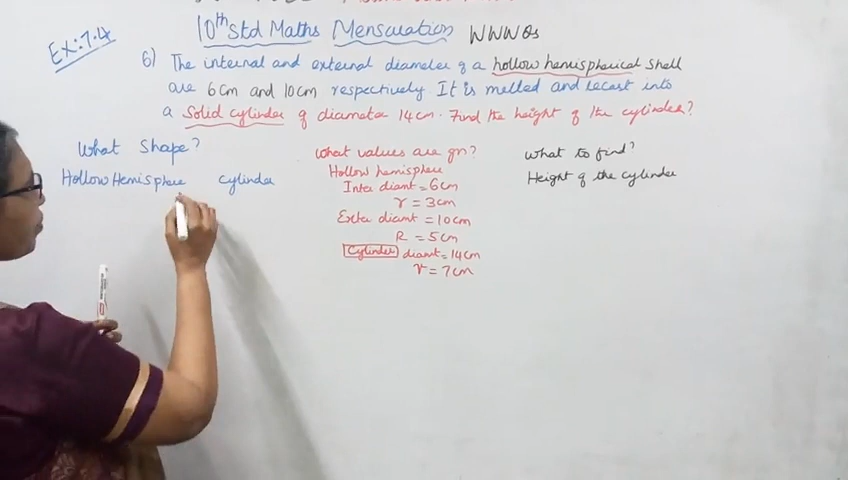 10th Std Maths Mensuration WWWQs
Ex:7.4
6) The internal and external diameter of a hollow hemispherical shell
are 6cm and 10cm respectively. It is melted and recast into
a Solid cylinder of diameter 14cm. Find the height of the cylinder?
What Shape?
Hollow Hemisphere cylinder
What values are gn?
Hollow hemisphere
Inter diamt = 6cm
r = 3cm
Exter diamt = 10cm
R = 5cm
Cylinder diamt = 14cm
r = 7cm
What to find?
Height of the cylinder